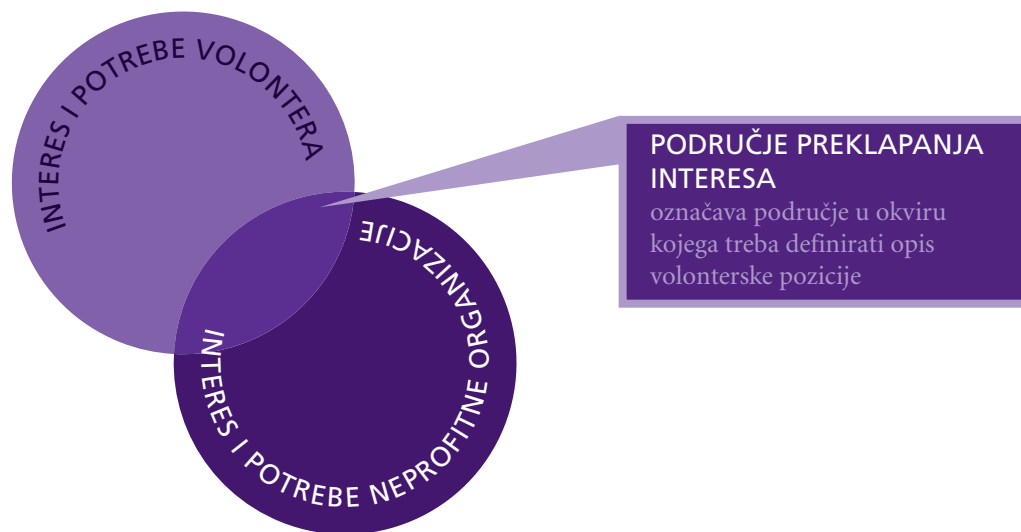 INTERES I POTREBE VOLONTERA
INTERES I POTREBE NEPROFITNE ORGANIZACIJE
PODRUČJE PREKLAPANJA
INTERESA
označava područje u okviru
kojega treba definirati opis
volonterske pozicije